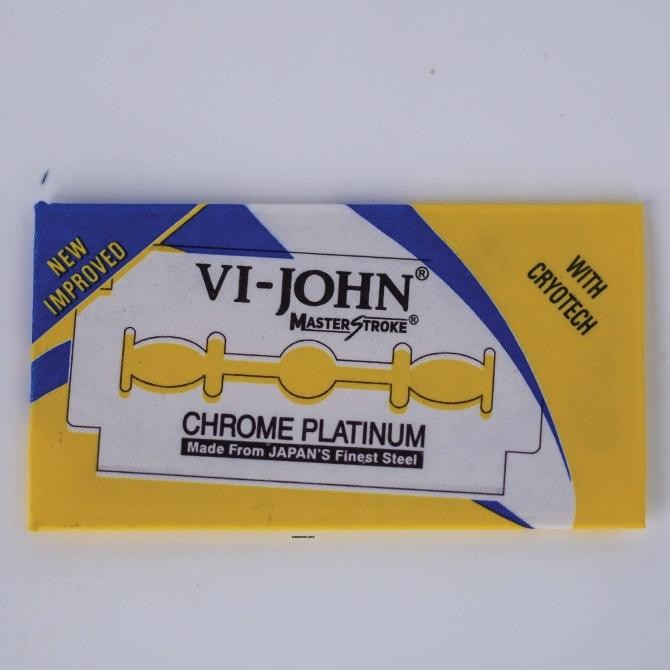 NEW
IMPROVED
VI-JOHN®
MASTERSTROKE®
WITH
CRYOTECH
CHROME PLATINUM
Made From JAPAN'S Finest Steel